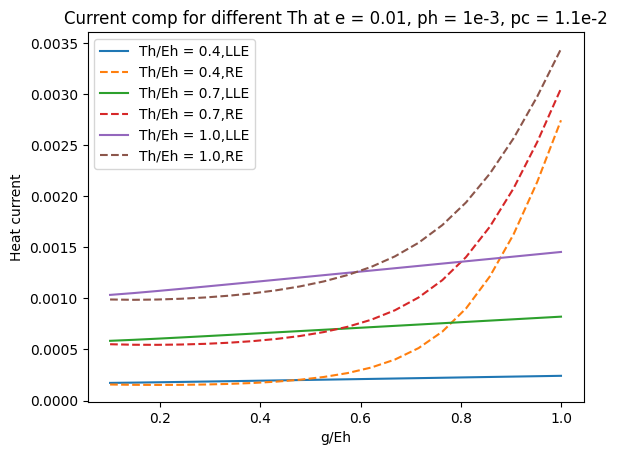 Current comp for different Th at e = 0.01, ph = 1e-3, pc = 1.1e-2
Heat current
0.0035
0.0030
0.0025
0.0020
0.0015
0.0010
0.0005
0.0000
Th/Eh = 0.4,LLE
Th/Eh = 0.4,RE
Th/Eh = 0.7,LLE
Th/Eh = 0.7,RE
Th/Eh = 1.0,LLE
Th/Eh = 1.0,RE
0.2 0.4 0.6 0.8 1.0
g/Eh